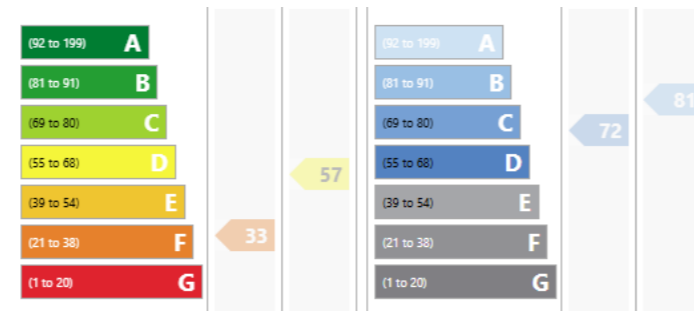 (92 to 199) A
(81 to 91) B
(69 to 80) C
(55 to 68) D
(39 to 54) E
(21 to 38) F
(1 to 20) G
33
57
(92 to 199) A
(81 to 91) B
(69 to 80) C
(55 to 68) D
(39 to 54) E
(21 to 38) F
(1 to 20) G
72
81